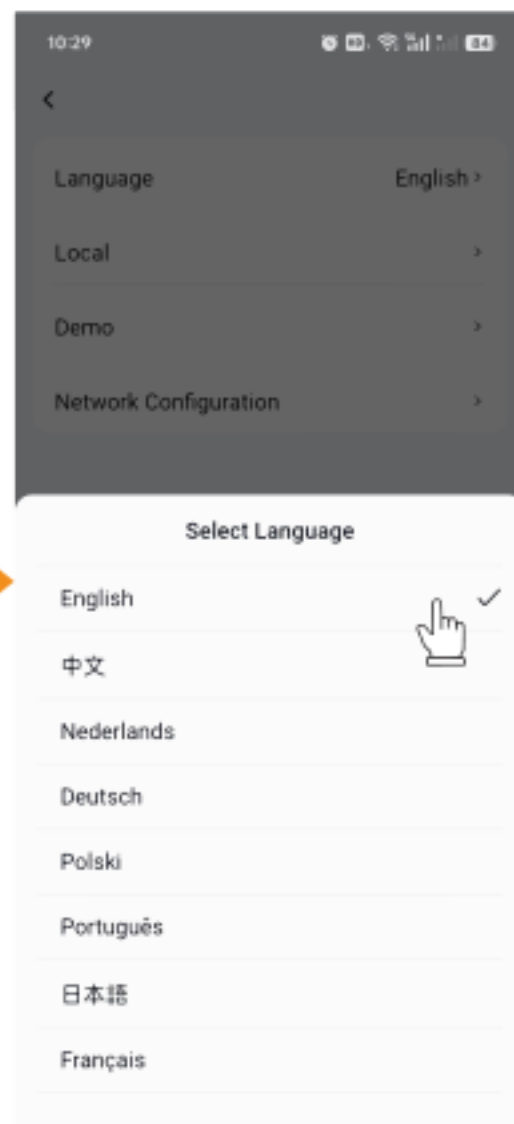 10:29
84
Language English
Local
Demo
Network Configuration
Select Language
English
中文
Nederlands
Deutsch
Polski
Português
日本語
Français